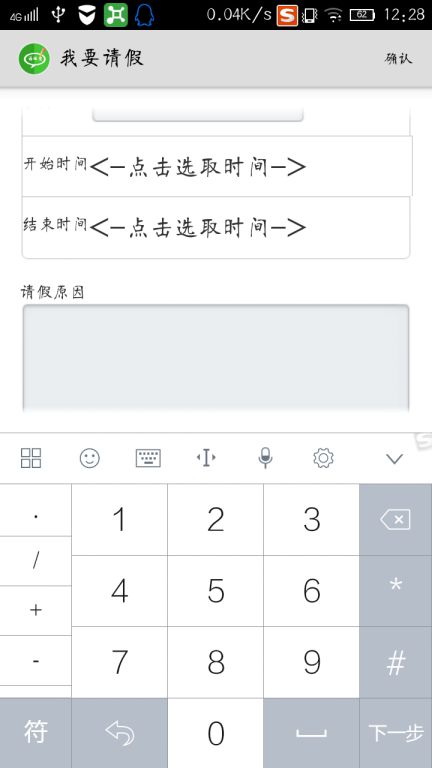 4G 0.04K/s 62 12:28
我要请假 确认
开始时间 <-点击选取时间->
结束时间 <-点击选取时间->
请假原因
.
1 2 3
/
4 5 6 *
+
7 8 9 #
-
符 0 下一步